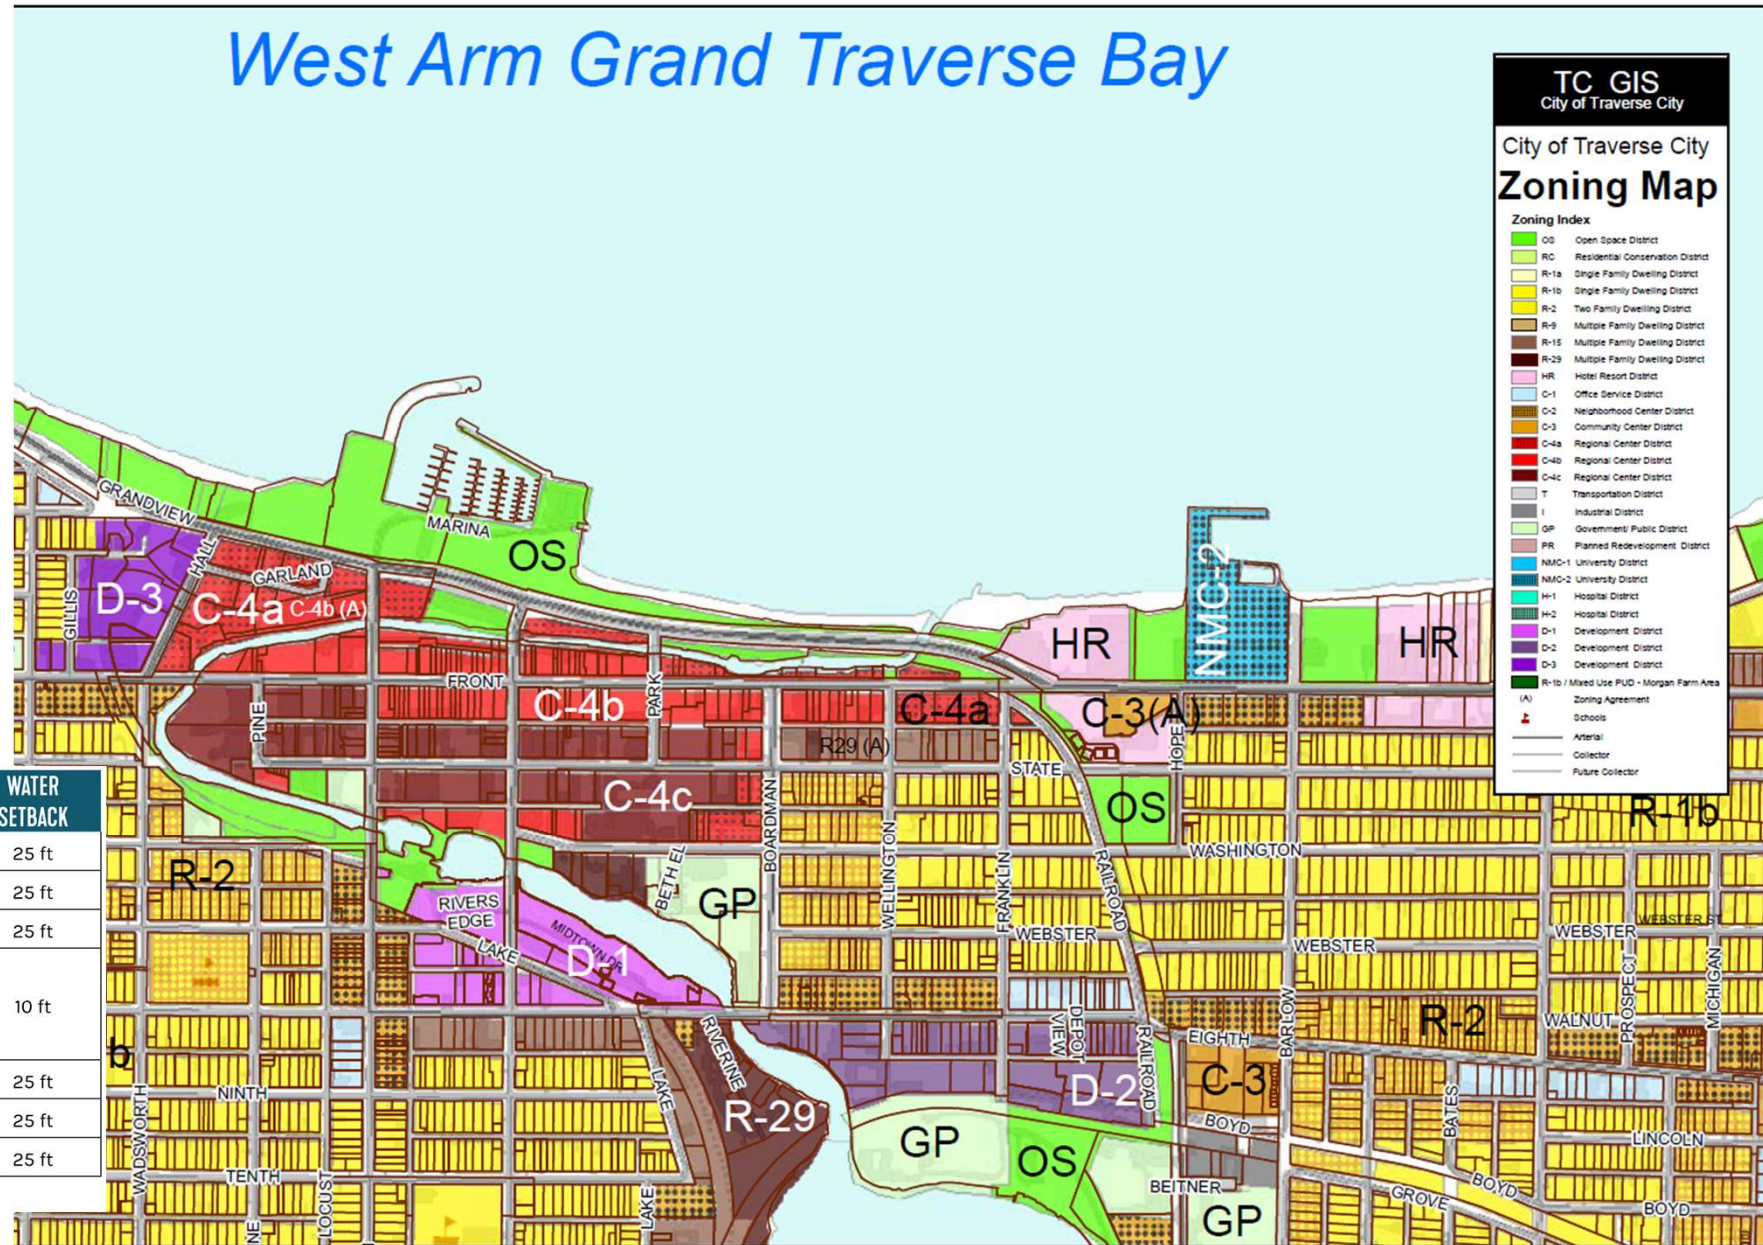 West Arm Grand Traverse Bay
TC GIS
City of Traverse City
City of Traverse City
Zoning Map
Zoning Index
OS Open Space District
RC Residential Conservation District
R-1a Single Family Dwelling District
R-1b Single Family Dwelling District
R-2 Two Family Dwelling District
R-9 Multiple Family Dwelling District
R-15 Multiple Family Dwelling District
R-29 Multiple Family Dwelling District
HR Hotel Resort District
C-1 Office Service District
C-2 Neighborhood Center District
C-3 Community Center District
C-4a Regional Center District
C-4b Regional Center District
C-4c Regional Center District
T Transportation District
I Industrial District
GP Government/ Public District
PR Planned Redevelopment District
NMC-1 University District
NMC-2 University District
H-1 Hospital District
H-2 Hospital District
D-1 Development District
D-2 Development District
D-3 Development District
R-1b / Mixed Use PUD - Morgan Farm Area
(A) Zoning Agreement
Schools
Arterial
Collector
Future Collector
GRANDVIEW
MARINA
OS
HALL
GARLAND
D-3
C-4a
C-4b (A)
GILLIS
HR
NMC-2
HR
FRONT
PINE
C-4b
PARK
C-4a
C-3(A)
R29 (A)
HOPE
STATE
C-4c
BOARDMAN
OS
R-1b
WATER
SETBACK
25 ft
25 ft
25 ft
10 ft
25 ft
25 ft
25 ft
WELLINGTON
WASHINGTON
R-2
BETH EL
FRANKLIN
RAILROAD
RIVERS
EDGE
GP
MIDTOWN DR
LAKE
D-1
WEBSTER
WEBSTER
WEBSTER
WEBSTER ST
PROSPECT
MICHIGAN
RIVERINE
DEPOT
VIEW
RAILROAD
EIGHTH
BARLOW
R-2
WALNUT
b
WADSWORTH
NINTH
LAKE
R-29
D-2
C-3
BOYD
BATES
LINCOLN
GP
OS
TENTH
LOCUST
NE
LAKE
BEITNER
GP
GROVE
BOYD
BOYD